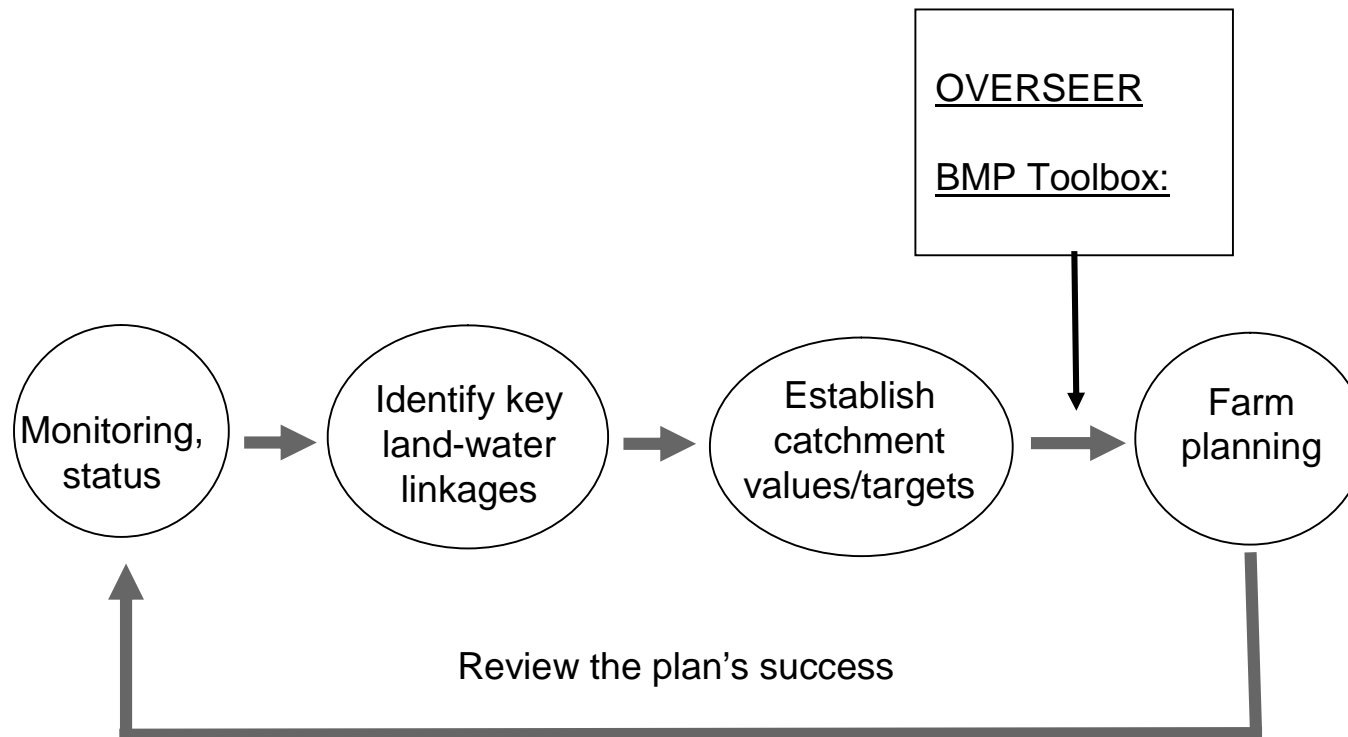 OVERSEER
BMP Toolbox:
Monitoring,
status
Identify key
land-water
linkages
Establish
catchment
values/targets
Farm
planning
Review the plan’s success